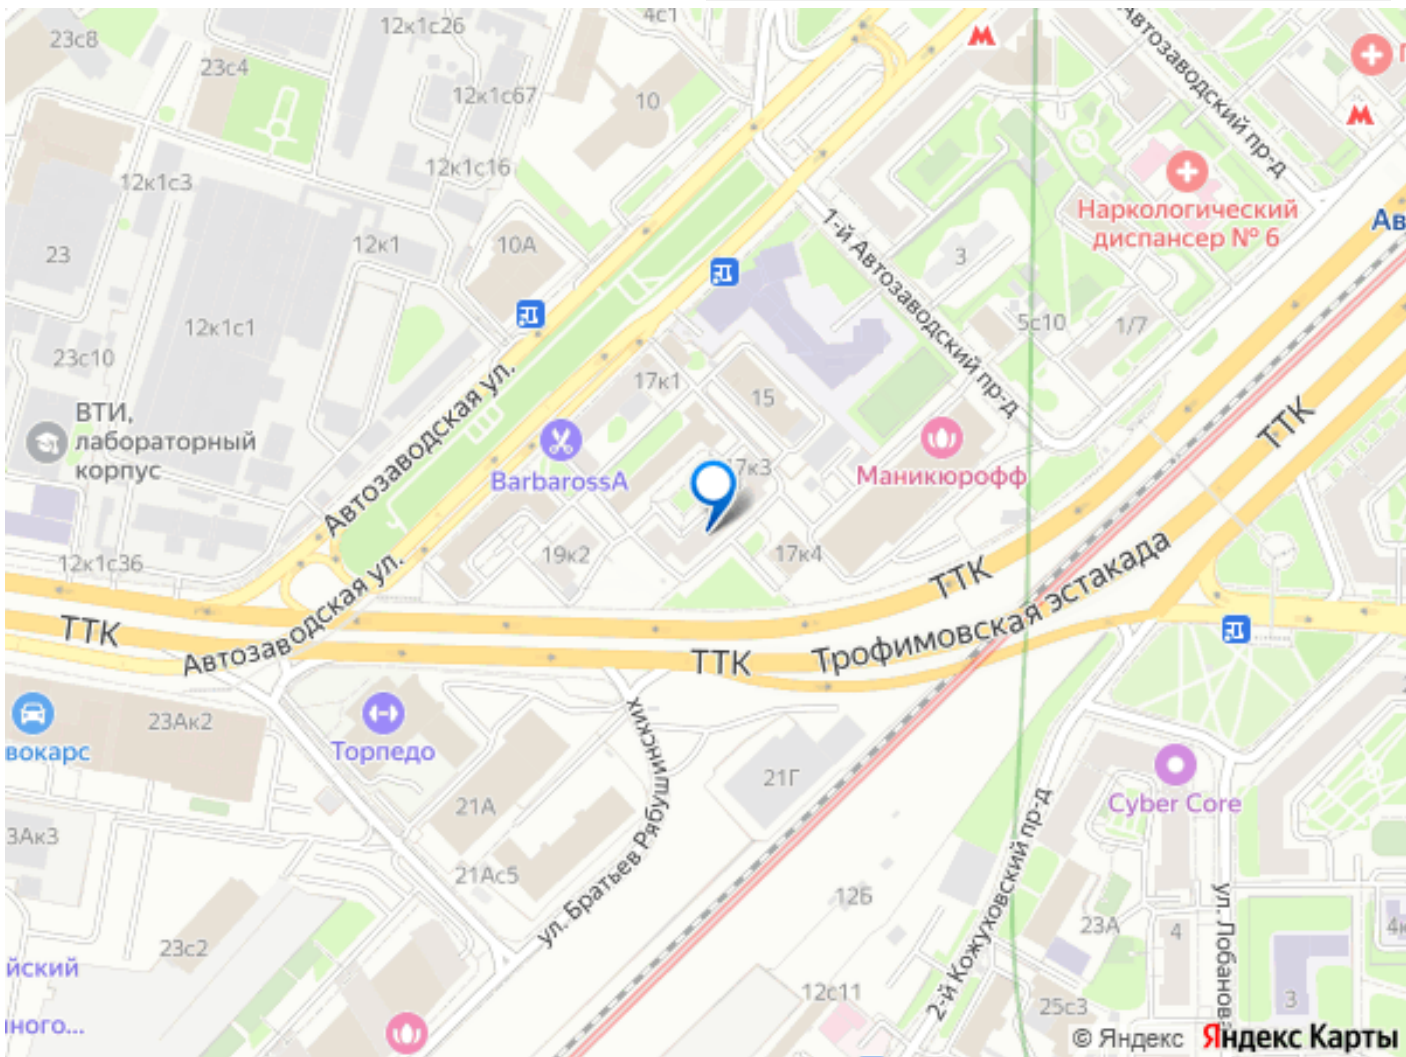 23с8
12к1с26
4с1
Автозаводский пр-д
23с4
12к1с67
10
12к1с16
12к1с3
Наркологический
диспансер № 6
1-й Автозаводский пр-д
23
12к1
10А
3
12к1с1
5с10
1/7
23с10
17к1
15
ТТК
ВТИ,
лабораторный
корпус
Автозаводская ул.
BarbarossA
17к3
Маникюрофф
12к1с36
19к2
17к4
Автозаводская ул.
ТТК
ТТК
ТТК
Трофимовская эстакада
23Ак2
Торпедо
21А
21Г
ул. Братьев Рябушинских
Cyber Core
21Ас5
12Б
2-й Кожуховский пр-д
23А
4
23с2
12с11
25с3
3
© Яндекс
Яндекс Карты